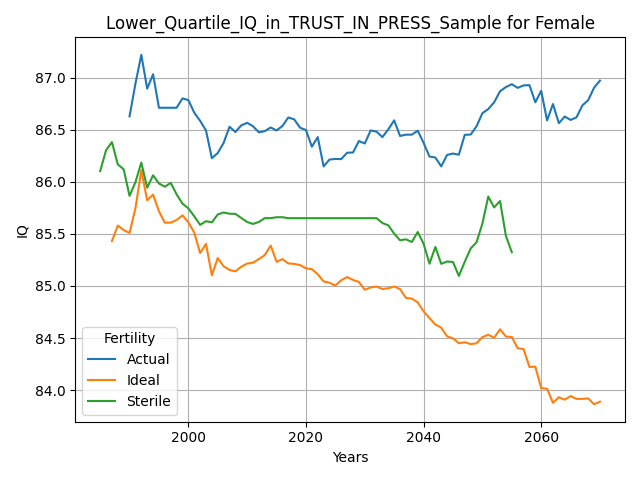 Lower_Quartile_IQ_in_TRUST_IN_PRESS_Sample for Female
87.0
86.5
86.0
85.5
85.0
84.5
84.0
IQ
Fertility
Actual
Ideal
Sterile
2000 2020 2040 2060
Years